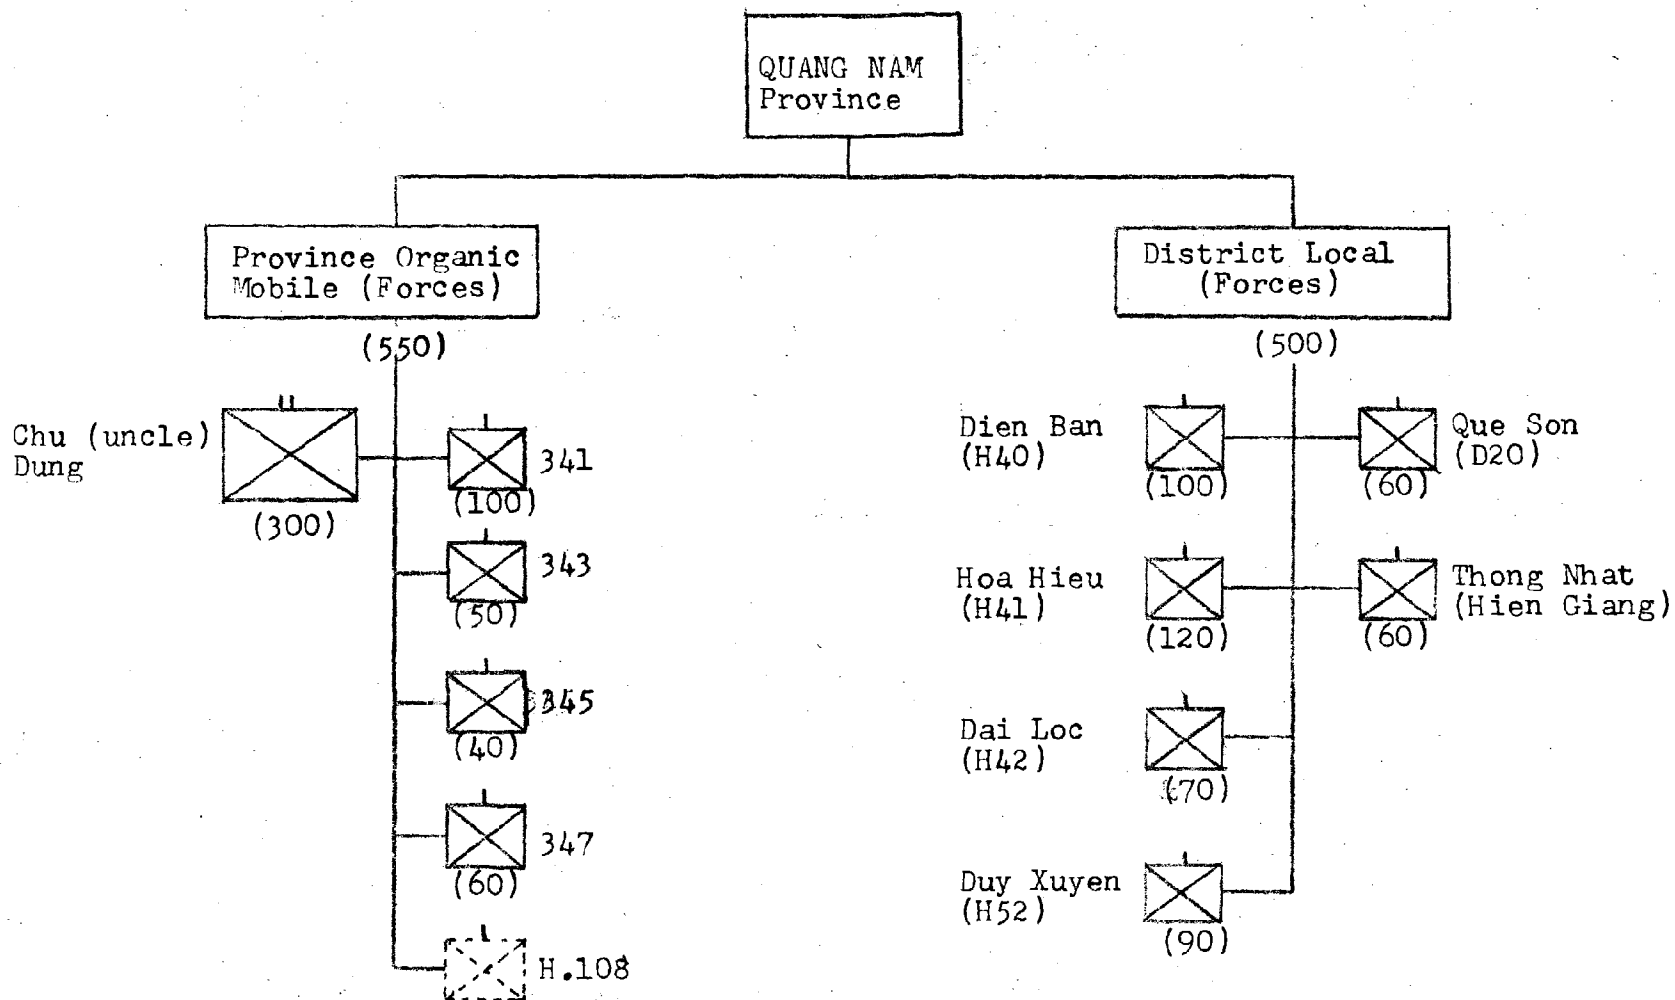 QUANG NAM
Province
Province Organic
Mobile (Forces)
(550)
Chu (uncle)
Dung
(300)
341
(100)
343
(50)
345
(40)
347
(60)
H.108
District Local
(Forces)
(500)
Dien Ban
(H40)
(100)
Que Son
(D20)
(60)
Hoa Hieu
(H41)
(120)
Thong Nhat
(Hien Giang)
(60)
Dai Loc
(H42)
(70)
Duy Xuyen
(H52)
(90)